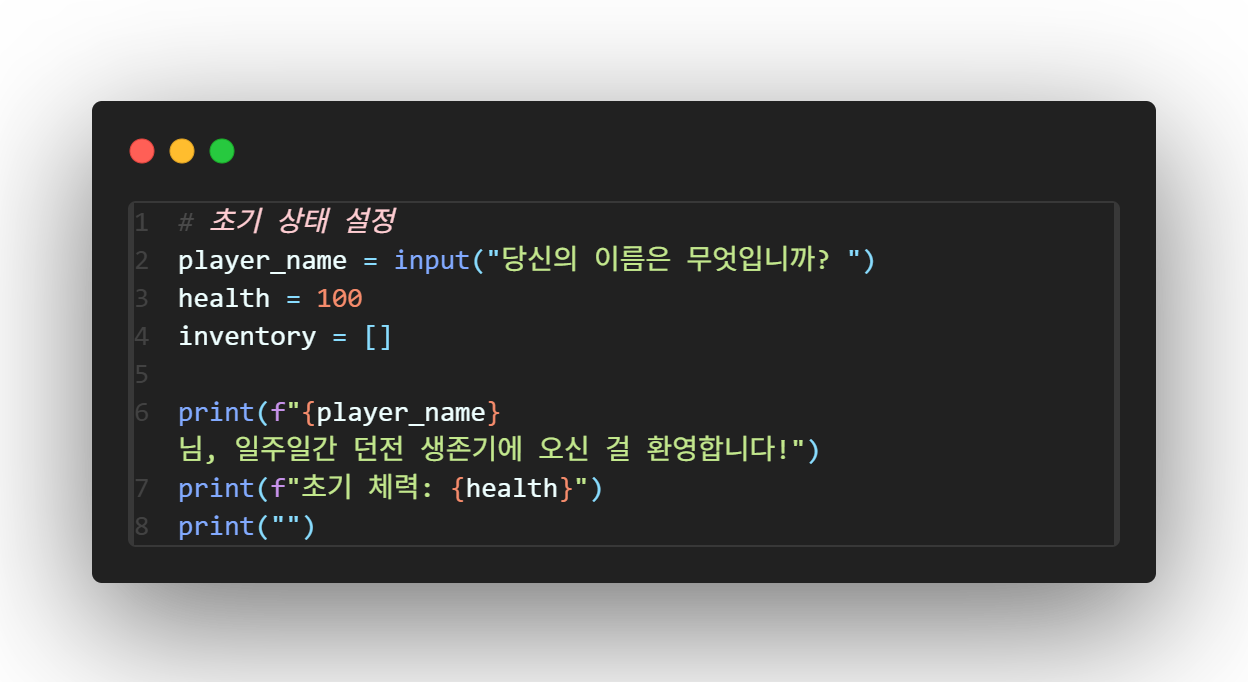 1 # 초기 상태 설정
2 player_name = input("당신의 이름은 무엇입니까? ")
3 health = 100
4 inventory = []
5
6 print(f"{player_name}
님, 일주일간 던전 생존기에 오신 걸 환영합니다!")
7 print(f"초기 체력: {health}")
8 print("")